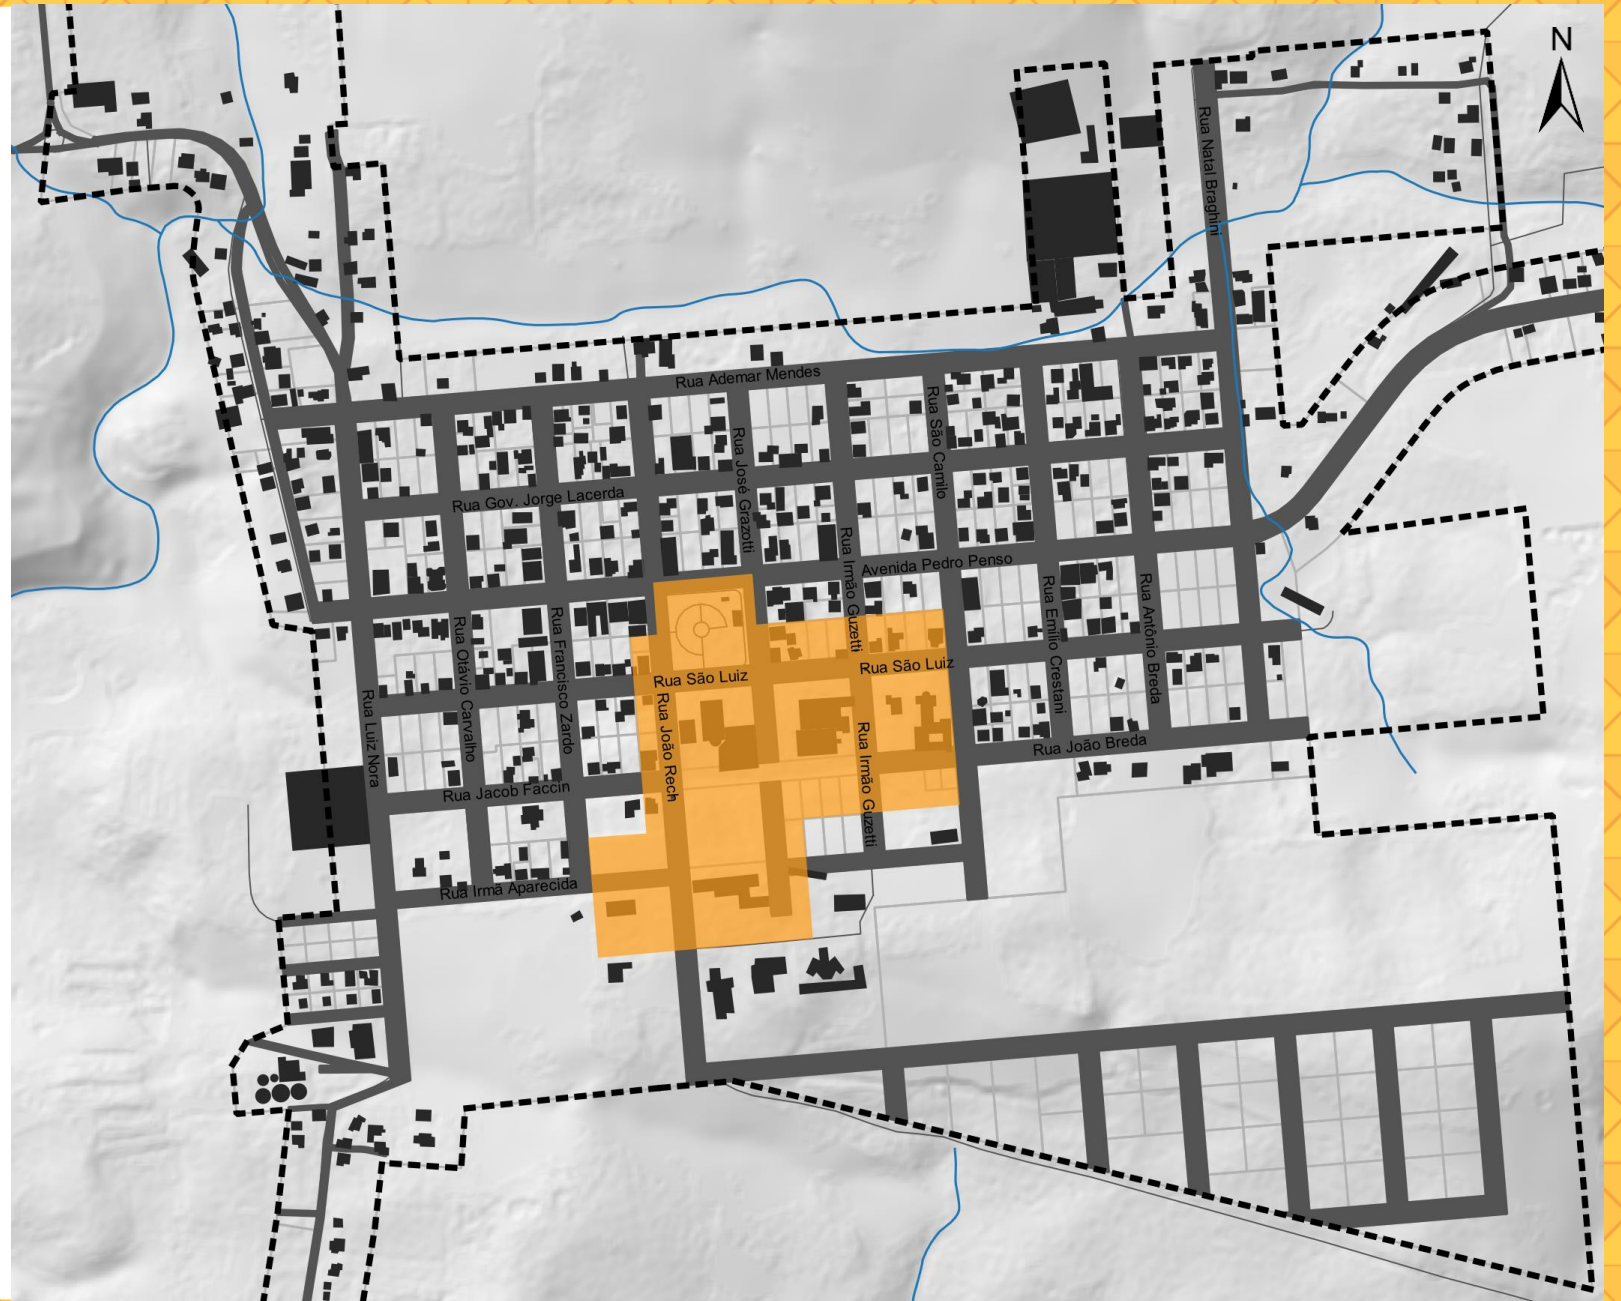 N
Rua Natal Braghini
Rua Ademar Mendes
Rua São Camilo
Rua José Grazotti
Rua Gov. Jorge Lacerda
Rua Irmão Guzetti
Avenida Pedro Penso
Rua Emílio Crestani
Rua Antônio Breda
Rua Otávio Carvalho
Rua Francisco Zardo
Rua São Luiz
Rua São Luiz
Rua Luiz Nora
Rua João Rech
Rua Irmão Guzetti
Rua João Breda
Rua Jacob Faccin
Rua Irmã Aparecida